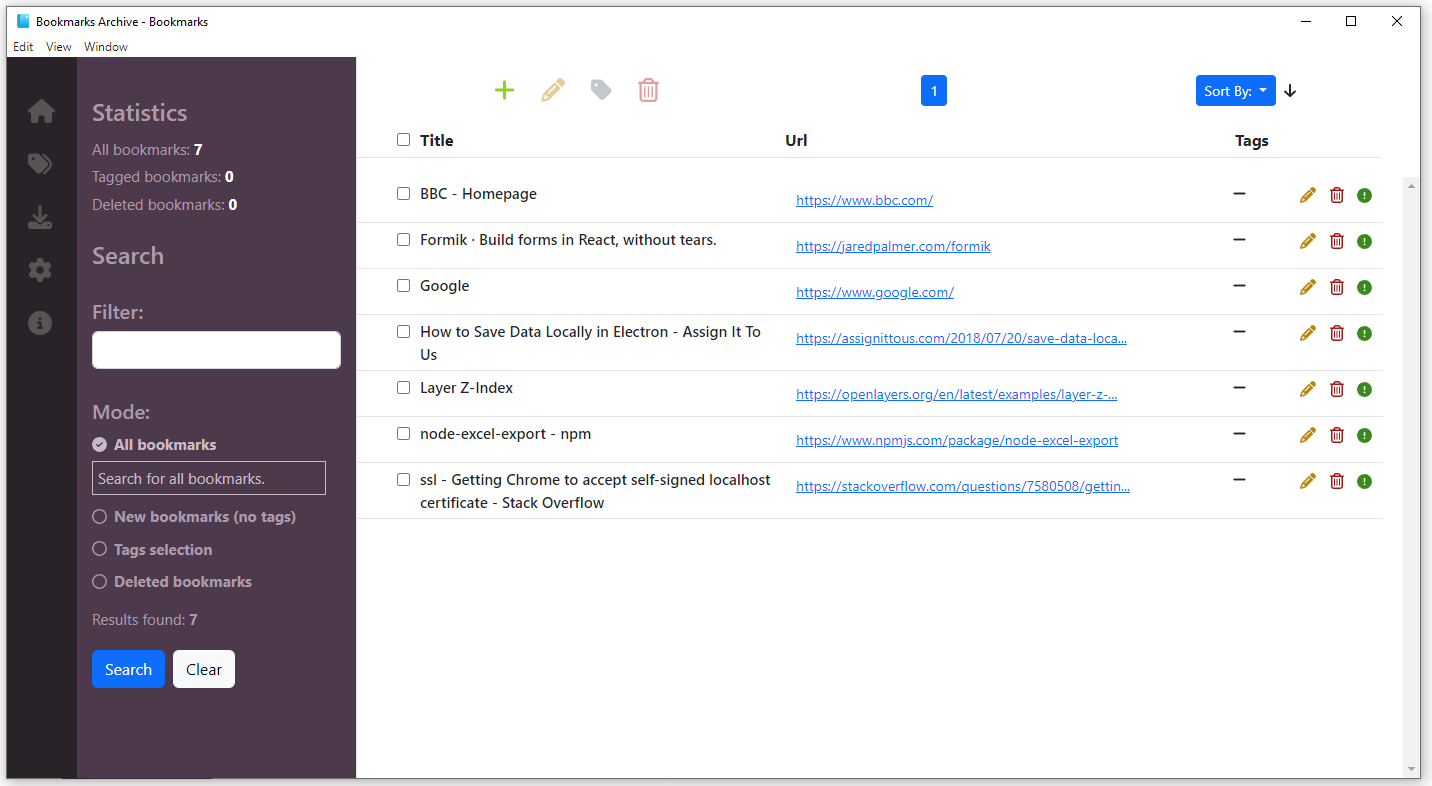 Bookmarks Archive - Bookmarks
Edit View Window
Statistics
All bookmarks: 7
Tagged bookmarks: 0
Deleted bookmarks: 0
Search
Filter:
Mode:
All bookmarks
Search for all bookmarks.
New bookmarks (no tags)
Tags selection
Deleted bookmarks
Results found: 7
Search Clear
1 Sort By:
Title Url Tags
BBC - Homepage https://www.bbc.com/
Formik · Build forms in React, without tears. https://jaredpalmer.com/formik
Google https://www.google.com/
How to Save Data Locally in Electron - Assign It To
Us
https://assignittous.com/2018/07/20/save-data-loca...
Layer Z-Index https://openlayers.org/en/latest/examples/layer-z-...
node-excel-export - npm https://www.npmjs.com/package/node-excel-export
ssl - Getting Chrome to accept self-signed localhost
certificate - Stack Overflow
https://stackoverflow.com/questions/7580508/gettin...